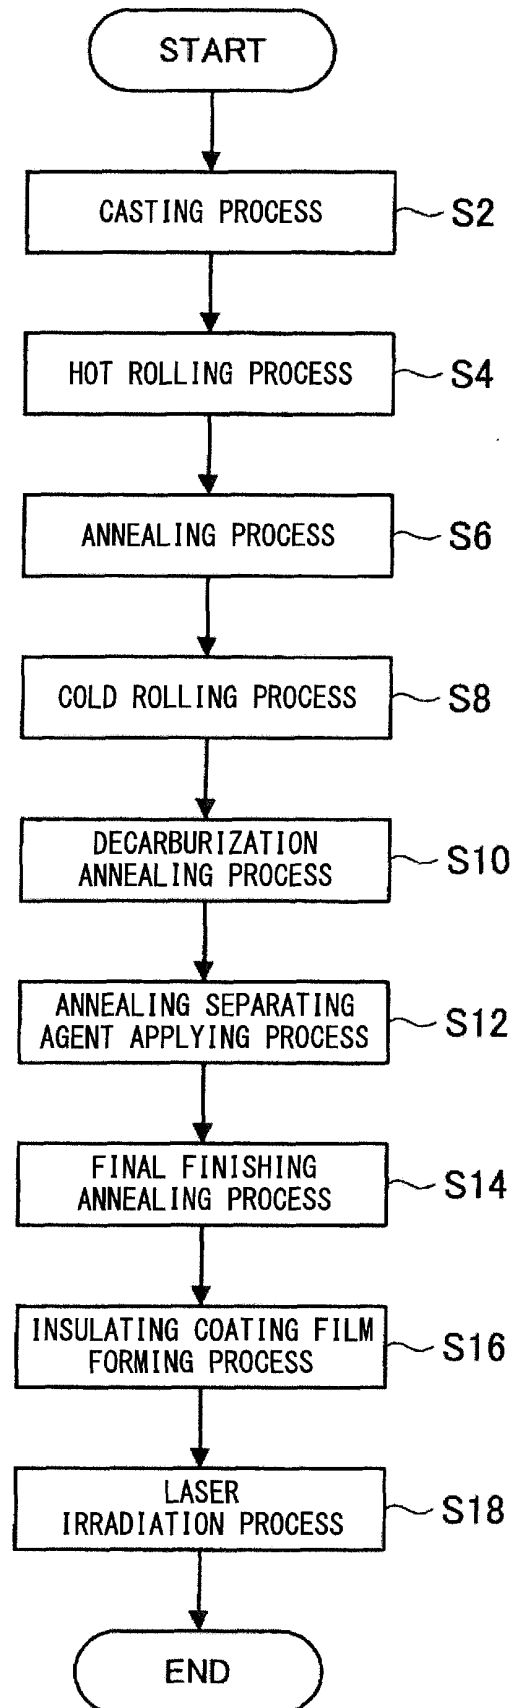 START
CASTING PROCESS
S2
HOT ROLLING PROCESS
S4
ANNEALING PROCESS
S6
COLD ROLLING PROCESS
S8
DECARBURIZATION
ANNEALING PROCESS
S10
ANNEALING SEPARATING
AGENT APPLYING PROCESS
S12
FINAL FINISHING
ANNEALING PROCESS
S14
INSULATING COATING FILM
FORMING PROCESS
S16
LASER
IRRADIATION PROCESS
S18
END